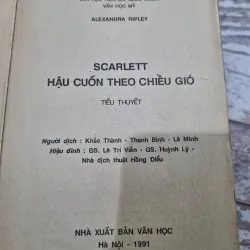 VĂN HỌC MỸ
ALEXANDRA RIPLEY
SCARLETT
HẬU CUỐN THEO CHIỀU GIÓ
TIỂU THUYẾT
Người dịch : Khắc Thành - Thanh Bình - Lê Minh
Hiệu đính : GS. Lê Trí Viễn - GS. Huỳnh Lý -
Nhà dịch thuật Hồng Điểu
NHÀ XUẤT BẢN VĂN HỌC
Hà Nội - 1991